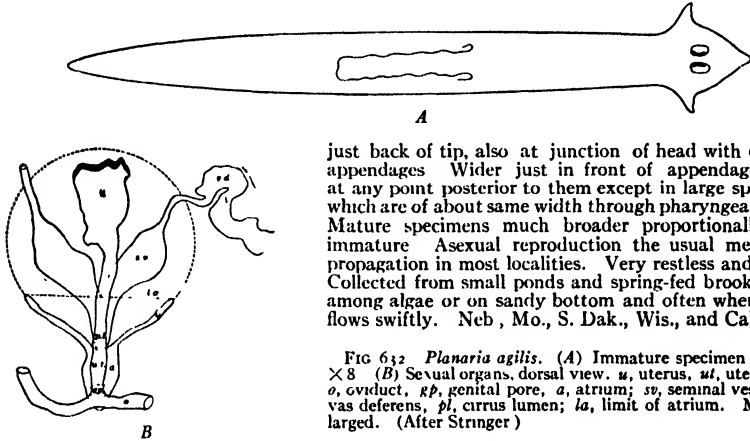 A
just back of tip, also at junction of head with
appendages Wider just in front of appendag
at any point posterior to them except in large sp
which are of about same width through pharyngea
Mature specimens much broader proportionall
immature Asexual reproduction the usual me
propagation in most localities. Very restless and
Collected from small ponds and spring-fed brook
among algae or on sandy bottom and often when
flows swiftly. Neb, Mo., S. Dak., Wis., and Ca
FIG 632 Planaria agilis. (A) Immature specimen
×8 (B) Sexual organs, dorsal view. u, uterus, ut, ute
o, oviduct, gp, genital pore, a, atrium; sv, seminal ves
vas deferens, pl, cirrus lumen; la, limit of atrium. M
larged. (After Stringer)
u
vd
sv
la
ut
a
o
B